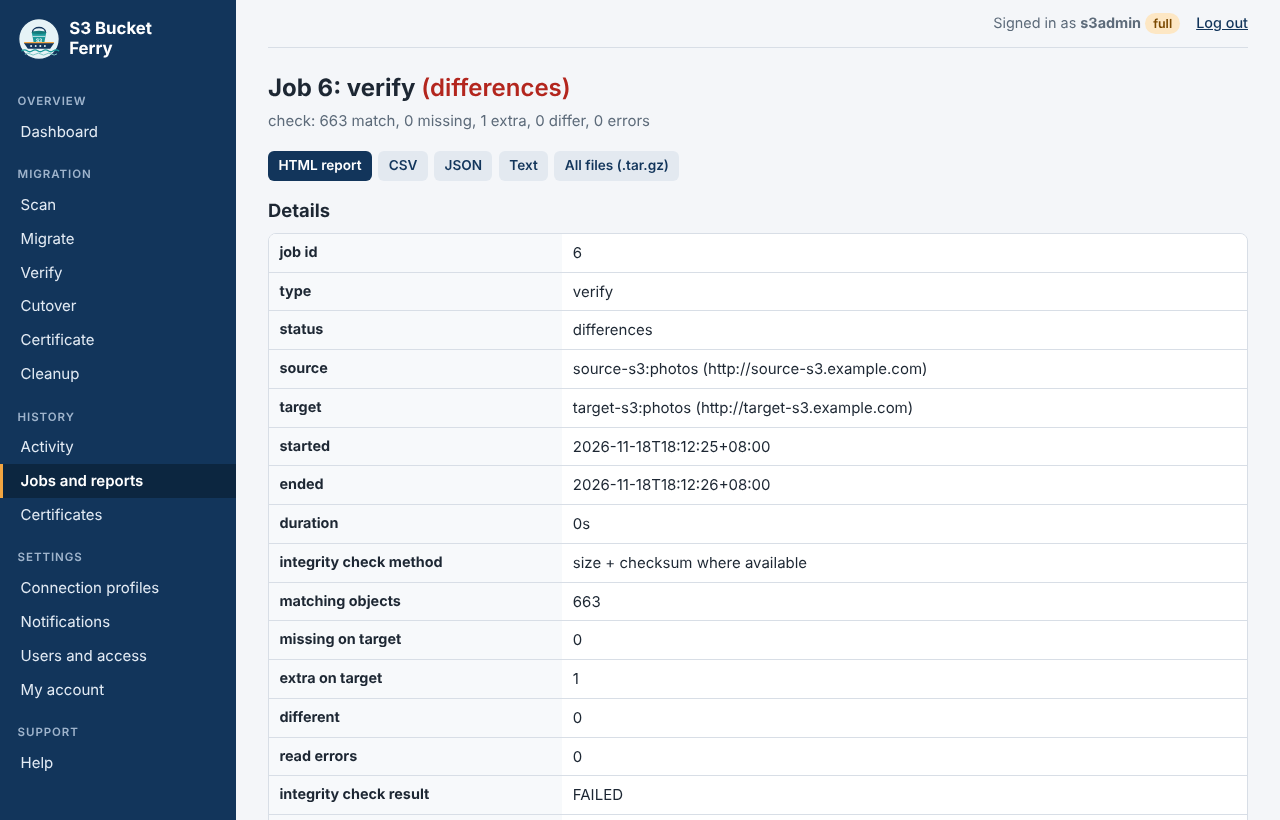 S3 Bucket
Ferry
OVERVIEW
Dashboard
MIGRATION
Scan
Migrate
Verify
Cutover
Certificate
Cleanup
HISTORY
Activity
Jobs and reports
Certificates
SETTINGS
Connection profiles
Notifications
Users and access
My account
SUPPORT
Help
Signed in as s3admin full Log out
Job 6: verify (differences)
check: 663 match, 0 missing, 1 extra, 0 differ, 0 errors
HTML report CSV JSON Text All files (.tar.gz)
Details
job id 6
type verify
status differences
source source-s3:photos (http://source-s3.example.com)
target target-s3:photos (http://target-s3.example.com)
started 2026-11-18T18:12:25+08:00
ended 2026-11-18T18:12:26+08:00
duration 0s
integrity check method size + checksum where available
matching objects 663
missing on target 0
extra on target 1
different 0
read errors 0
integrity check result FAILED